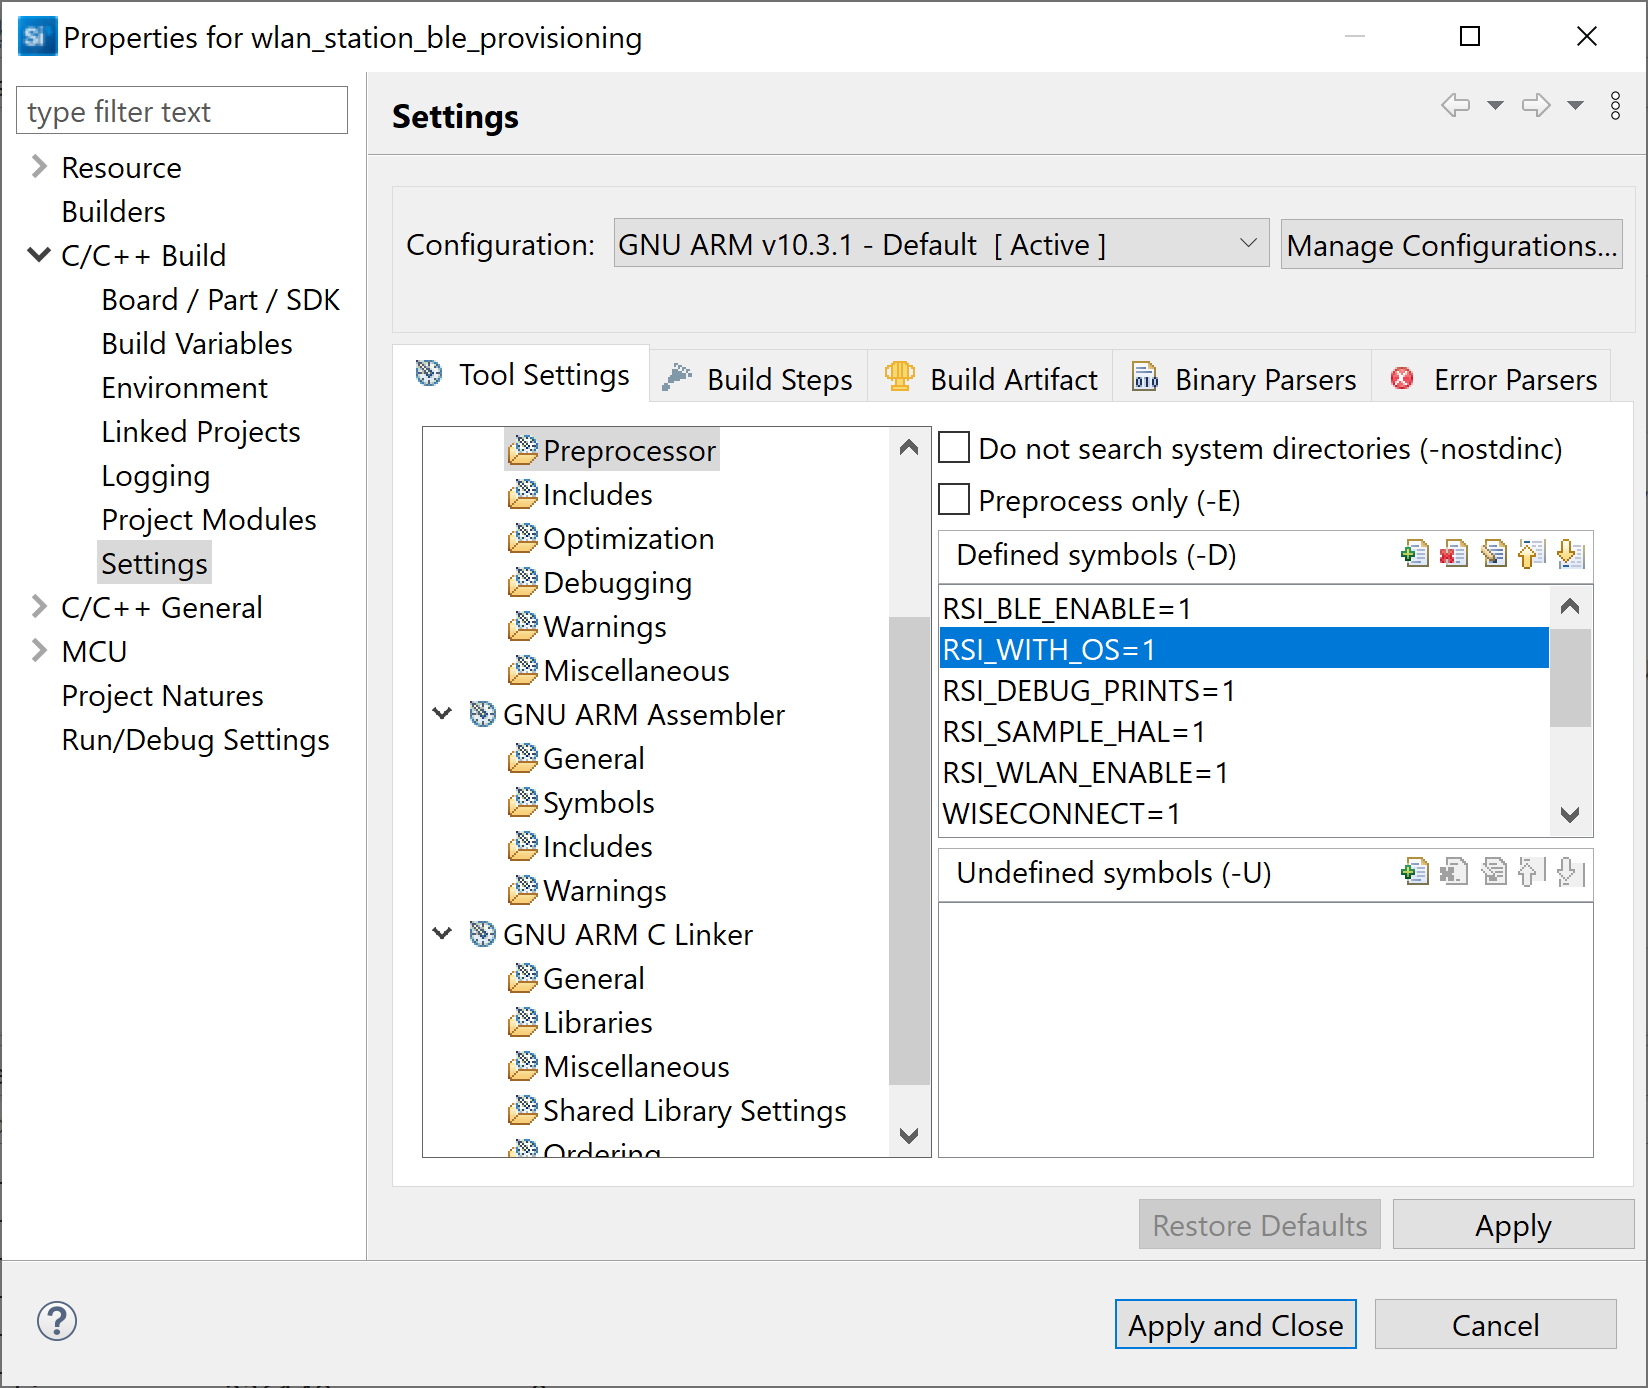 Si Properties for wlan_station_ble_provisioning
type filter text
Resource
Builders
C/C++ Build
Board / Part / SDK
Build Variables
Environment
Linked Projects
Logging
Project Modules
Settings
C/C++ General
MCU
Project Natures
Run/Debug Settings
Settings
Configuration: GNU ARM v10.3.1 - Default [ Active ] Manage Configurations...
Tool Settings Build Steps Build Artifact Binary Parsers Error Parsers
Preprocessor
Includes
Optimization
Debugging
Warnings
Miscellaneous
GNU ARM Assembler
General
Symbols
Includes
Warnings
GNU ARM C Linker
General
Libraries
Miscellaneous
Shared Library Settings
Ordering
Do not search system directories (-nostdinc)
Preprocess only (-E)
Defined symbols (-D)
RSI_BLE_ENABLE=1
RSI_WITH_OS=1
RSI_DEBUG_PRINTS=1
RSI_SAMPLE_HAL=1
RSI_WLAN_ENABLE=1
WISECONNECT=1
Undefined symbols (-U)
Restore Defaults Apply
? Apply and Close Cancel